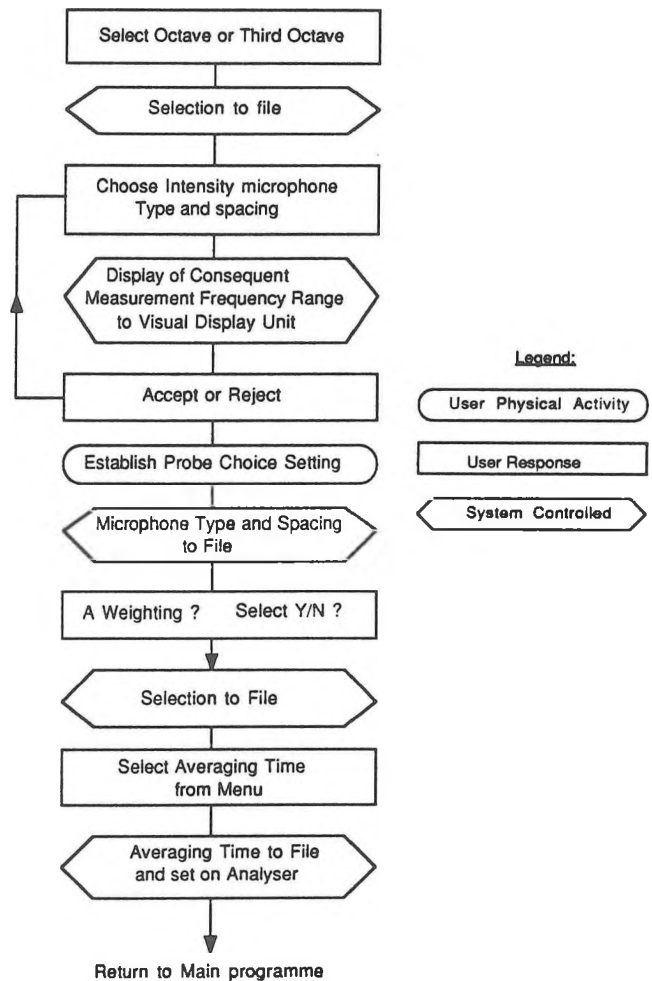 Select Octave or Third Octave
Selection to file
Choose Intensity microphone
Type and spacing
Display of Consequent
Measurement Frequency Range
to Visual Display Unit
Accept or Reject
Establish Probe Choice Setting
Microphone Type and Spacing
to File
A Weighting ? Select Y/N ?
Selection to File
Select Averaging Time
from Menu
Averaging Time to File
and set on Analyser
Return to Main programme
Legend:
User Physical Activity
User Response
System Controlled